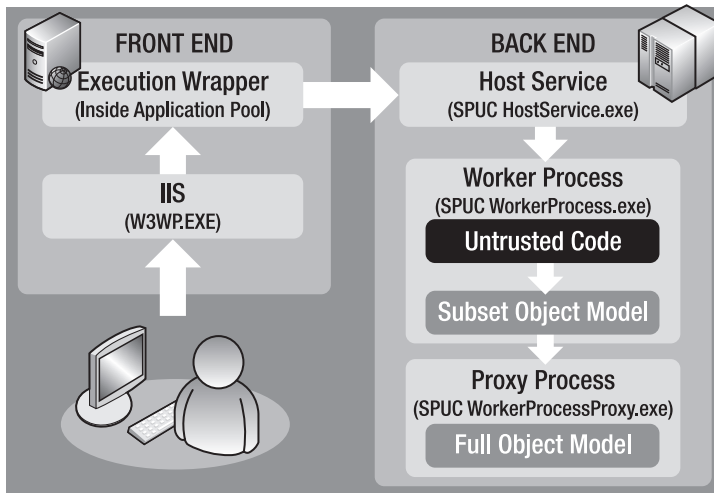 FRONT END
Execution Wrapper
(Inside Application Pool)
IIS
(W3WP.EXE)
BACK END
Host Service
(SPUC HostService.exe)
Worker Process
(SPUC WorkerProcess.exe)
Untrusted Code
Subset Object Model
Proxy Process
(SPUC WorkerProcessProxy.exe)
Full Object Model